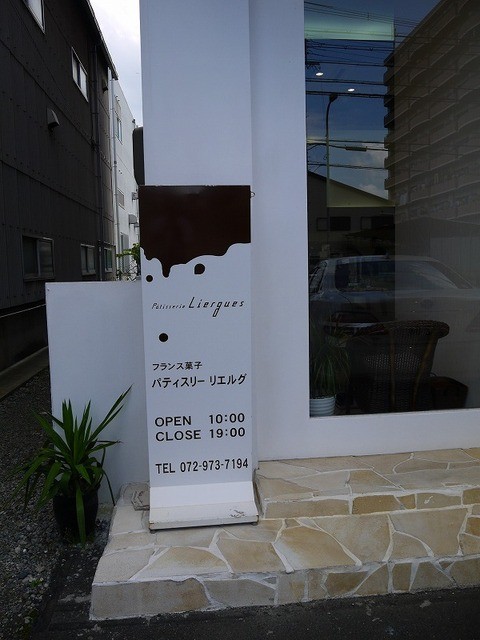 Patisserie Liergues
フランス菓子
パティスリー リエルグ
OPEN 10:00
CLOSE 19:00
TEL 072-973-7194